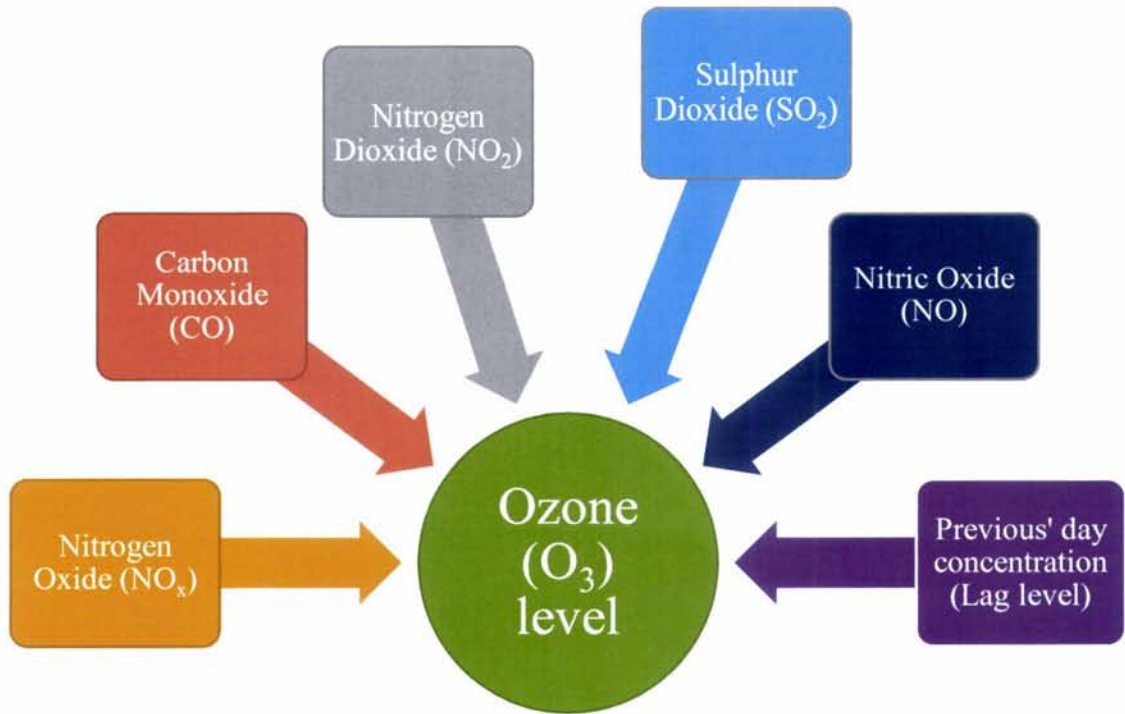 Nitrogen
Oxide (NOₓ)
Carbon
Monoxide
(CO)
Nitrogen
Dioxide (NO₂)
Sulphur
Dioxide (SO₂)
Nitric Oxide
(NO)
Previous' day
concentration
(Lag level)
Ozone
(O₃)
level